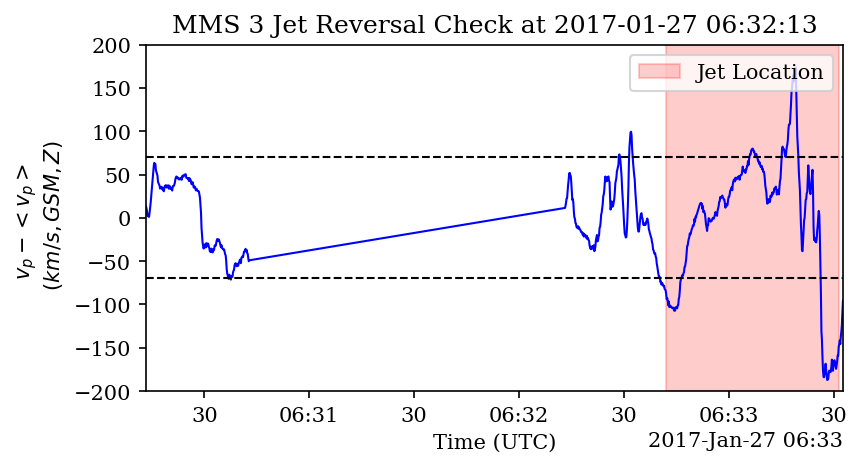 MMS 3 Jet Reversal Check at 2017-01-27 06:32:13
200
150
100
50
0
−50
−100
−150
−200
v_p − < v_p >
(km/s, GSM, Z)
Jet Location
30 06:31 30 06:32 30 06:33 30
Time (UTC)
2017-Jan-27 06:33